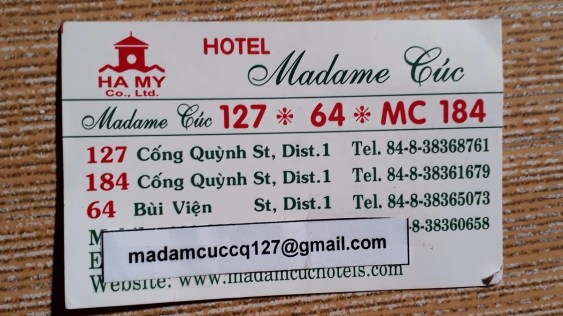 HOTEL
Madame Cúc
HA MY
Co., Ltd.
Madame Cúc 127 ❋ 64 ❋ MC 184
127 Cống Quỳnh St, Dist.1 Tel. 84-8-38368761
184 Cống Quỳnh St, Dist.1 Tel. 84-8-38361679
64 Bùi Viện St, Dist.1 Tel. 84-8-38365073
4-8-38360658
madamcuccq127@gmail.com
Website: www.madamcuchotels.com